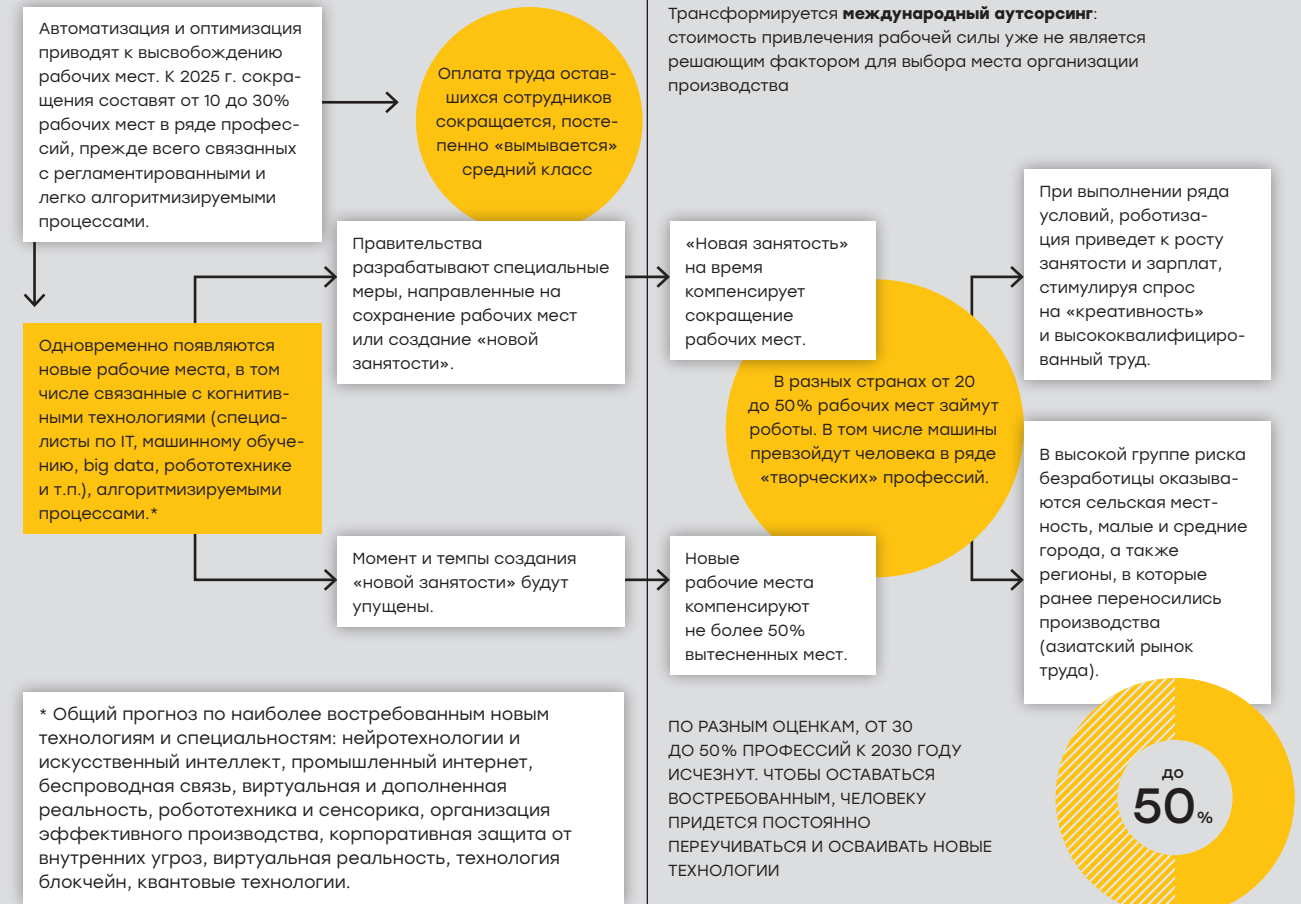 Автоматизация и оптимизация
приводят к высвобождению
рабочих мест. К 2025 г. сокра-
щения составят от 10 до 30%
рабочих мест в ряде профес-
сий, прежде всего связанных
с регламентированными и
легко алгоритмизируемыми
процессами.
Оплата труда остав-
шихся сотрудников
сокращается, посте-
пенно «вымывается»
средний класс
Одновременно появляются
новые рабочие места, в том
числе связанные с когнитив-
ными технологиями (специа-
листы по IT, машинному обуче-
нию, big data, робототехнике
и т.п.), алгоритмизируемыми
процессами.*
Правительства
разрабатывают специальные
меры, направленные на
сохранение рабочих мест
или создание «новой
занятости».
Момент и темпы создания
«новой занятости» будут
упущены.
* Общий прогноз по наиболее востребованным новым
технологиям и специальностям: нейротехнологии и
искусственный интеллект, промышленный интернет,
беспроводная связь, виртуальная и дополненная
реальность, робототехника и сенсорика, организация
эффективного производства, корпоративная защита от
внутренних угроз, виртуальная реальность, технология
блокчейн, квантовые технологии.
Трансформируется международный аутсорсинг:
стоимость привлечения рабочей силы уже не является
решающим фактором для выбора места организации
производства
«Новая занятость»
на время
компенсирует
сокращение
рабочих мест.
В разных странах от 20
до 50% рабочих мест займут
роботы. В том числе машины
превзойдут человека в ряде
«творческих» профессий.
Новые
рабочие места
компенсируют
не более 50%
вытесненных мест.
При выполнении ряда
условий, роботиза-
ция приведет к росту
занятости и зарплат,
стимулируя спрос
на «креативность»
и высококвалифициро-
ванный труд.
В высокой группе риска
безработицы оказыва-
ются сельская мест-
ность, малые и средние
города, а также
регионы, в которые
ранее переносились
производства
(азиатский рынок
труда).
ПО РАЗНЫМ ОЦЕНКАМ, ОТ 30
ДО 50% ПРОФЕССИЙ К 2030 ГОДУ
ИСЧЕЗНУТ. ЧТОБЫ ОСТАВАТЬСЯ
ВОСТРЕБОВАННЫМ, ЧЕЛОВЕКУ
ПРИДЕТСЯ ПОСТОЯННО
ПЕРЕУЧИВАТЬСЯ И ОСВАИВАТЬ НОВЫЕ
ТЕХНОЛОГИИ
до
50%